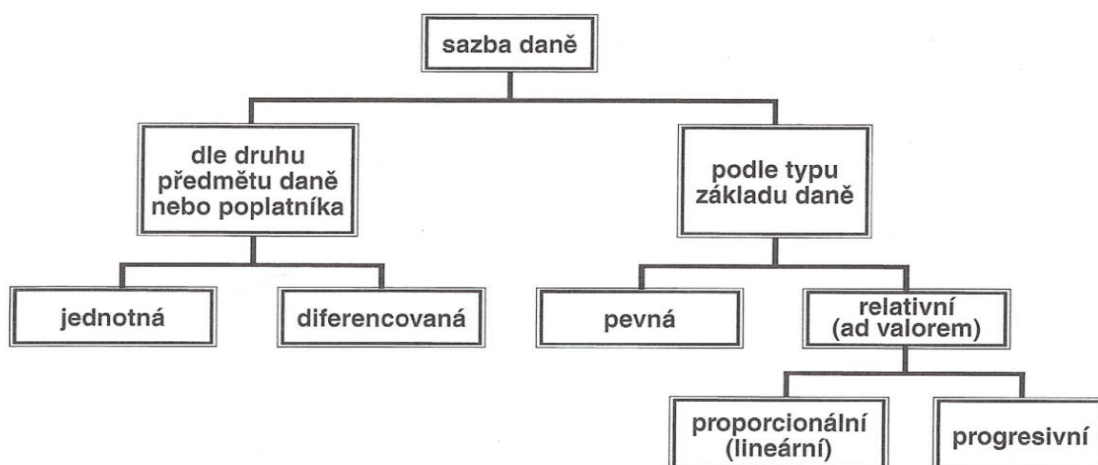 sazba daně
dle druhu
předmětu daně
nebo poplatníka
podle typu
základu daně
jednotná
diferencovaná
pevná
relativní
(ad valorem)
proporcionální
(lineární)
progresivní